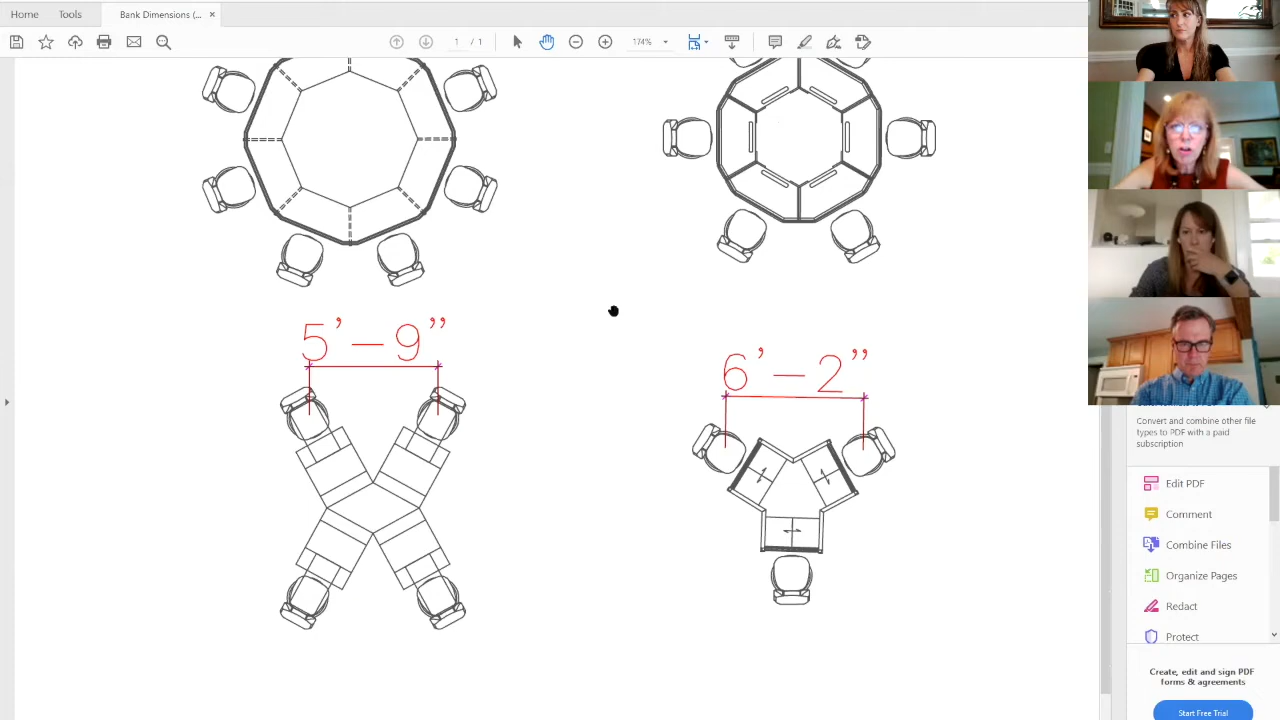 Home
Tools
Bank Dimensions (...
×
1 / 1
174%
5'-9"
6'-2"
Convert and combine other file
types to PDF with a paid
subscription
Edit PDF
Comment
Combine Files
Organize Pages
Redact
Protect
Create, edit and sign PDF
forms & agreements
Start Free Trial